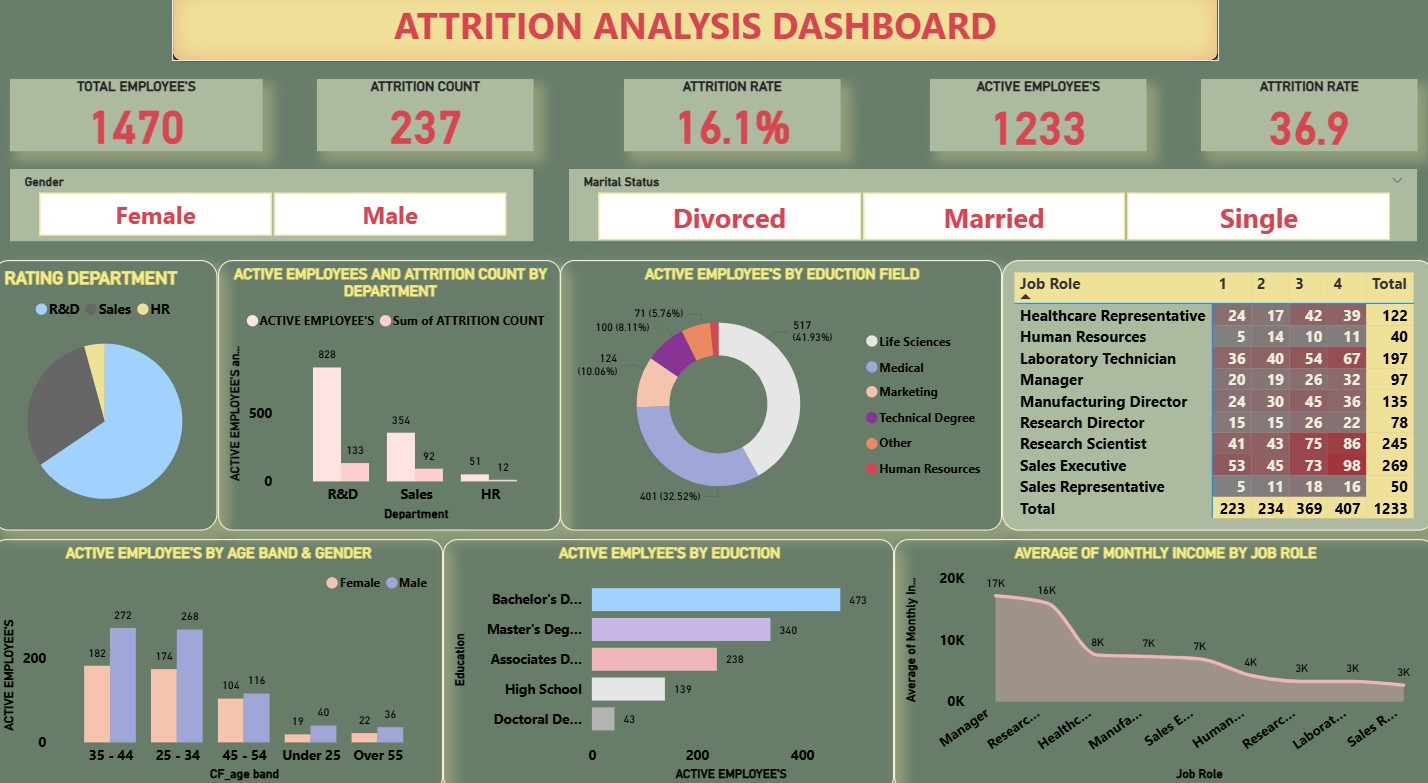 ATTRITION ANALYSIS DASHBOARD
TOTAL EMPLOYEE'S
1470
ATTRITION COUNT
237
ATTRITION RATE
16.1%
ACTIVE EMPLOYEE'S
1233
ATTRITION RATE
36.9
Gender
Female Male
Marital Status
Divorced Married Single
RATING DEPARTMENT
R&D Sales HR
ACTIVE EMPLOYEES AND ATTRITION COUNT BY
DEPARTMENT
ACTIVE EMPLOYEE'S Sum of ATTRITION COUNT
ACTIVE EMPLOYEE'S an...
500
0
828
133
354
92
51
12
R&D Sales HR
Department
ACTIVE EMPLOYEE'S BY EDUCTION FIELD
517
(41.93%)
401 (32.52%)
124
(10.06%)
100 (8.11%)
71 (5.76%)
Life Sciences
Medical
Marketing
Technical Degree
Other
Human Resources
Job Role 1 2 3 4 Total
Healthcare Representative 24 17 42 39 122
Human Resources 5 14 10 11 40
Laboratory Technician 36 40 54 67 197
Manager 20 19 26 32 97
Manufacturing Director 24 30 45 36 135
Research Director 15 15 26 22 78
Research Scientist 41 43 75 86 245
Sales Executive 53 45 73 98 269
Sales Representative 5 11 18 16 50
Total 223 234 369 407 1233
ACTIVE EMPLOYEE'S BY AGE BAND & GENDER
Female Male
ACTIVE EMPLOYEE'S
200
0
182 272
174 268
104 116
19 40
22 36
35 - 44 25 - 34 45 - 54 Under 25 Over 55
CF_age band
ACTIVE EMPLYEE'S BY EDUCTION
Education
Bachelor's D... 473
Master's Deg... 340
Associates D... 238
High School 139
Doctoral De... 43
0 200 400
ACTIVE EMPLOYEE'S
AVERAGE OF MONTHLY INCOME BY JOB ROLE
Average of Monthly In...
20K
10K
0K
17K 16K 8K 7K 7K 4K 3K 3K 3K
Manager Researc... Healthc... Manufa... Sales E... Human... Researc... Laborat... Sales R...
Job Role